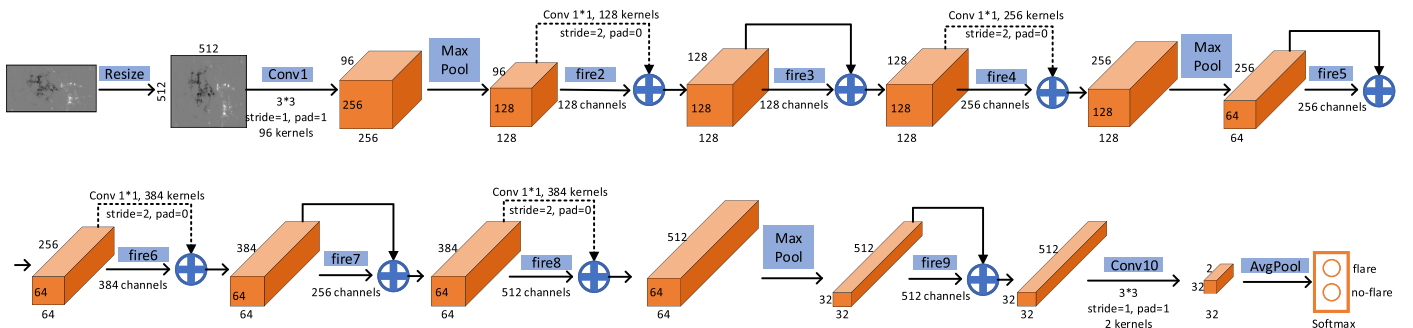 Resize
512
512
Conv1
3*3
stride=1, pad=1
96 kernels
96
256
256
Max
Pool
96
128
128
Conv 1*1, 128 kernels
stride=2, pad=0
fire2
128 channels
128
128
128
fire3
128 channels
128
128
128
Conv 1*1, 256 kernels
stride=2, pad=0
fire4
256 channels
256
128
128
Max
Pool
256
64
64
fire5
256 channels
256
64
64
Conv 1*1, 384 kernels
stride=2, pad=0
fire6
384 channels
384
64
64
fire7
256 channels
384
64
64
Conv 1*1, 384 kernels
stride=2, pad=0
fire8
512 channels
512
64
64
Max
Pool
512
32
32
fire9
512 channels
512
32
32
Conv10
3*3
stride=1, pad=1
2 kernels
2
32
32
AvgPool
flare
no-flare
Softmax